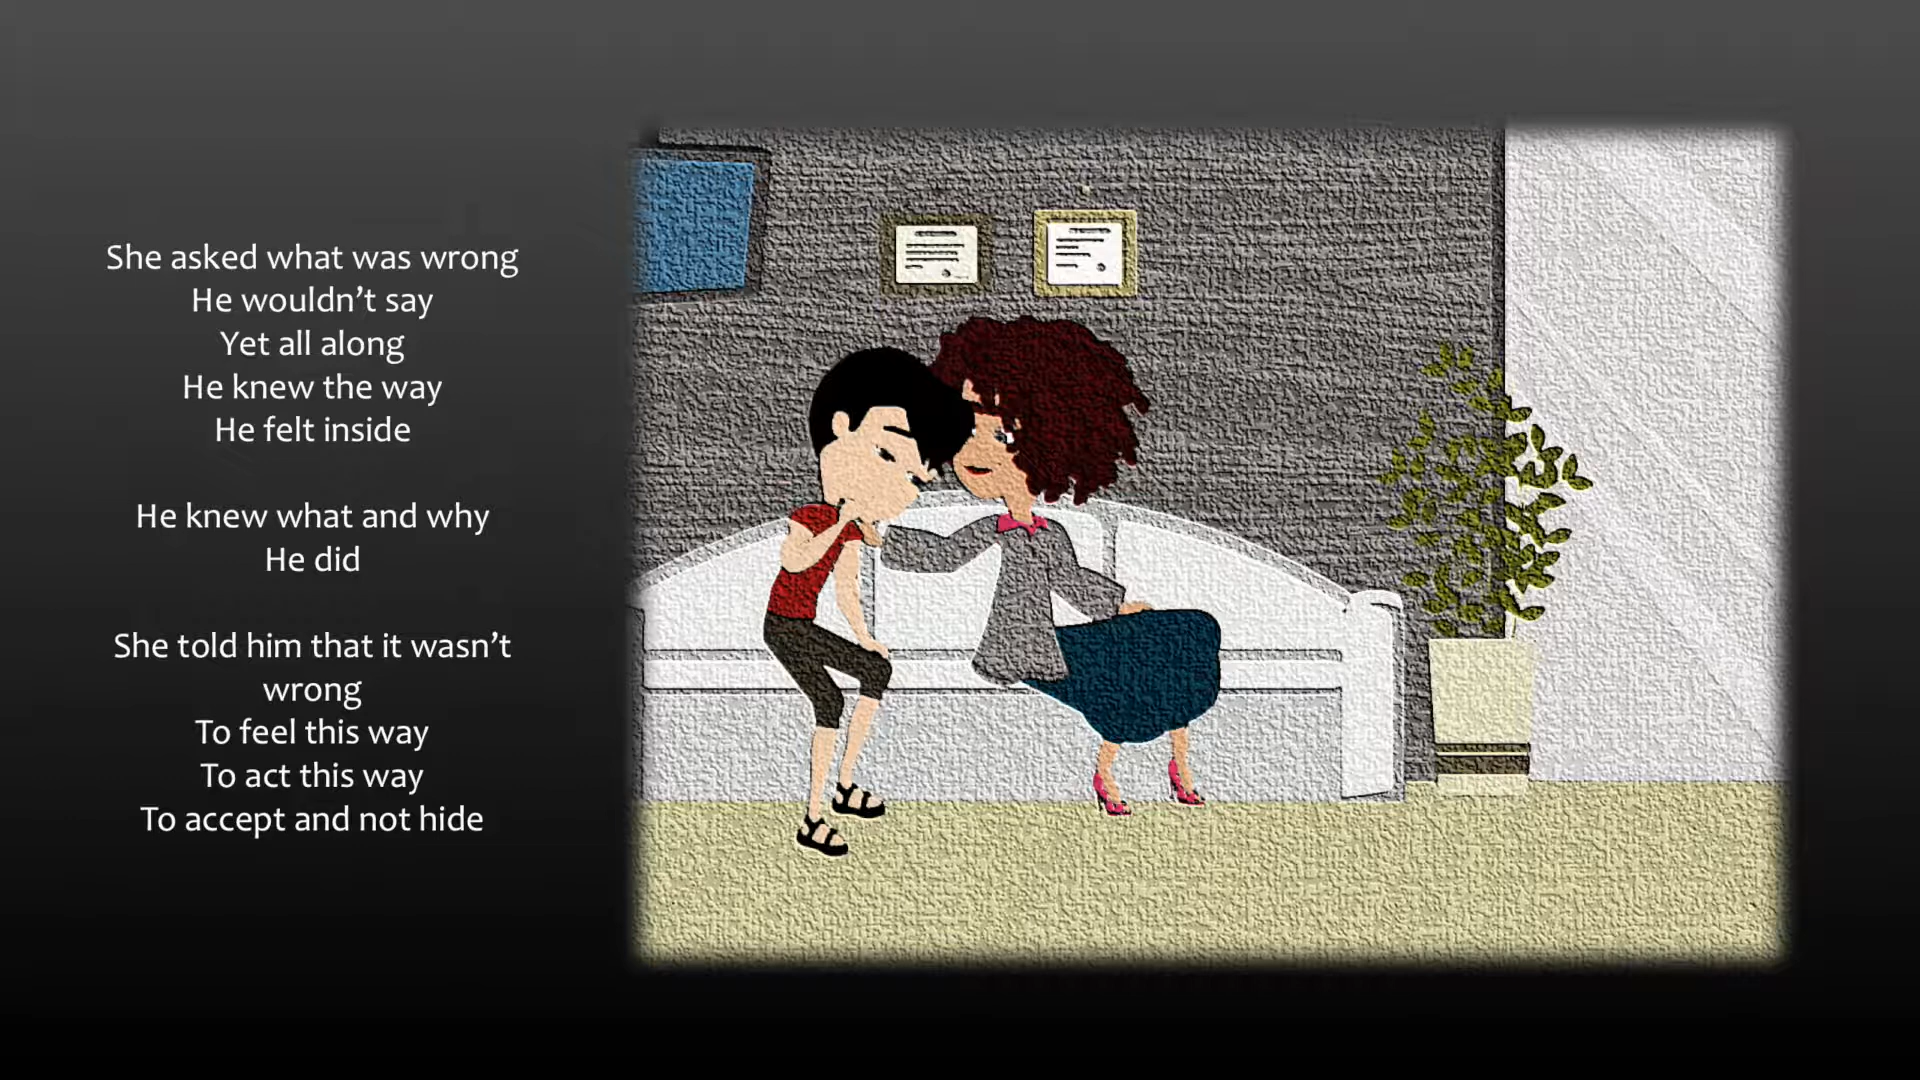 She asked what was wrong
He wouldn’t say
Yet all along
He knew the way
He felt inside
He knew what and why
He did
She told him that it wasn’t
wrong
To feel this way
To act this way
To accept and not hide